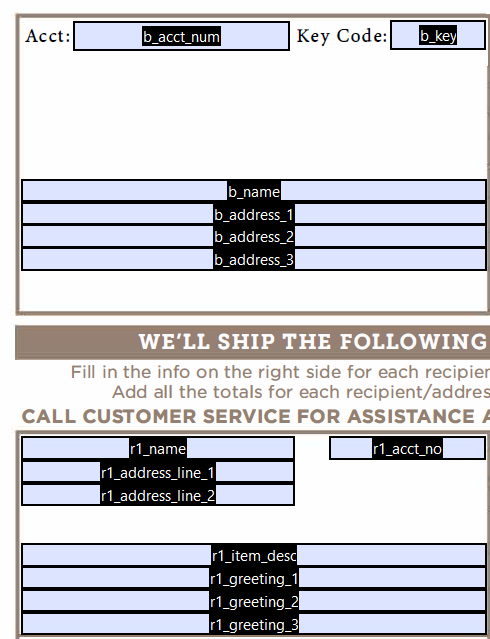 Acct: b_acct_num Key Code: b_key
b_name
b_address_1
b_address_2
b_address_3
WE'LL SHIP THE FOLLOWING
Fill in the info on the right side for each recipien
Add all the totals for each recipient/addres
CALL CUSTOMER SERVICE FOR ASSISTANCE A
r1_name r1_acct_no
r1_address_line_1
r1_address_line_2
r1_item_desc
r1_greeting_1
r1_greeting_2
r1_greeting_3